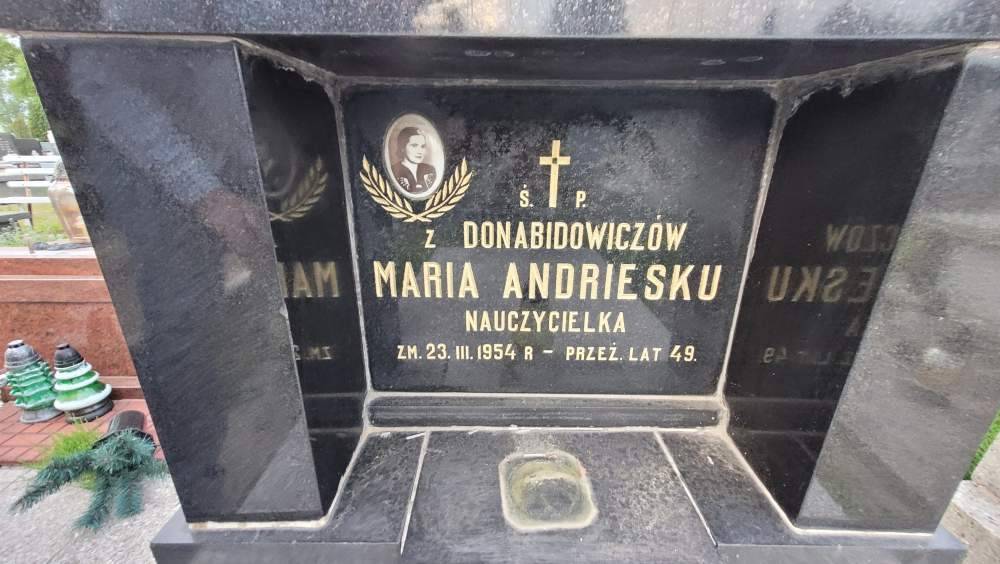 Ś. P.
Z DONABIDOWICZÓW
MARIA ANDRIESKU
NAUCZYCIELKA
ZM. 23. III. 1954 R – PRZEŻ. LAT 49.